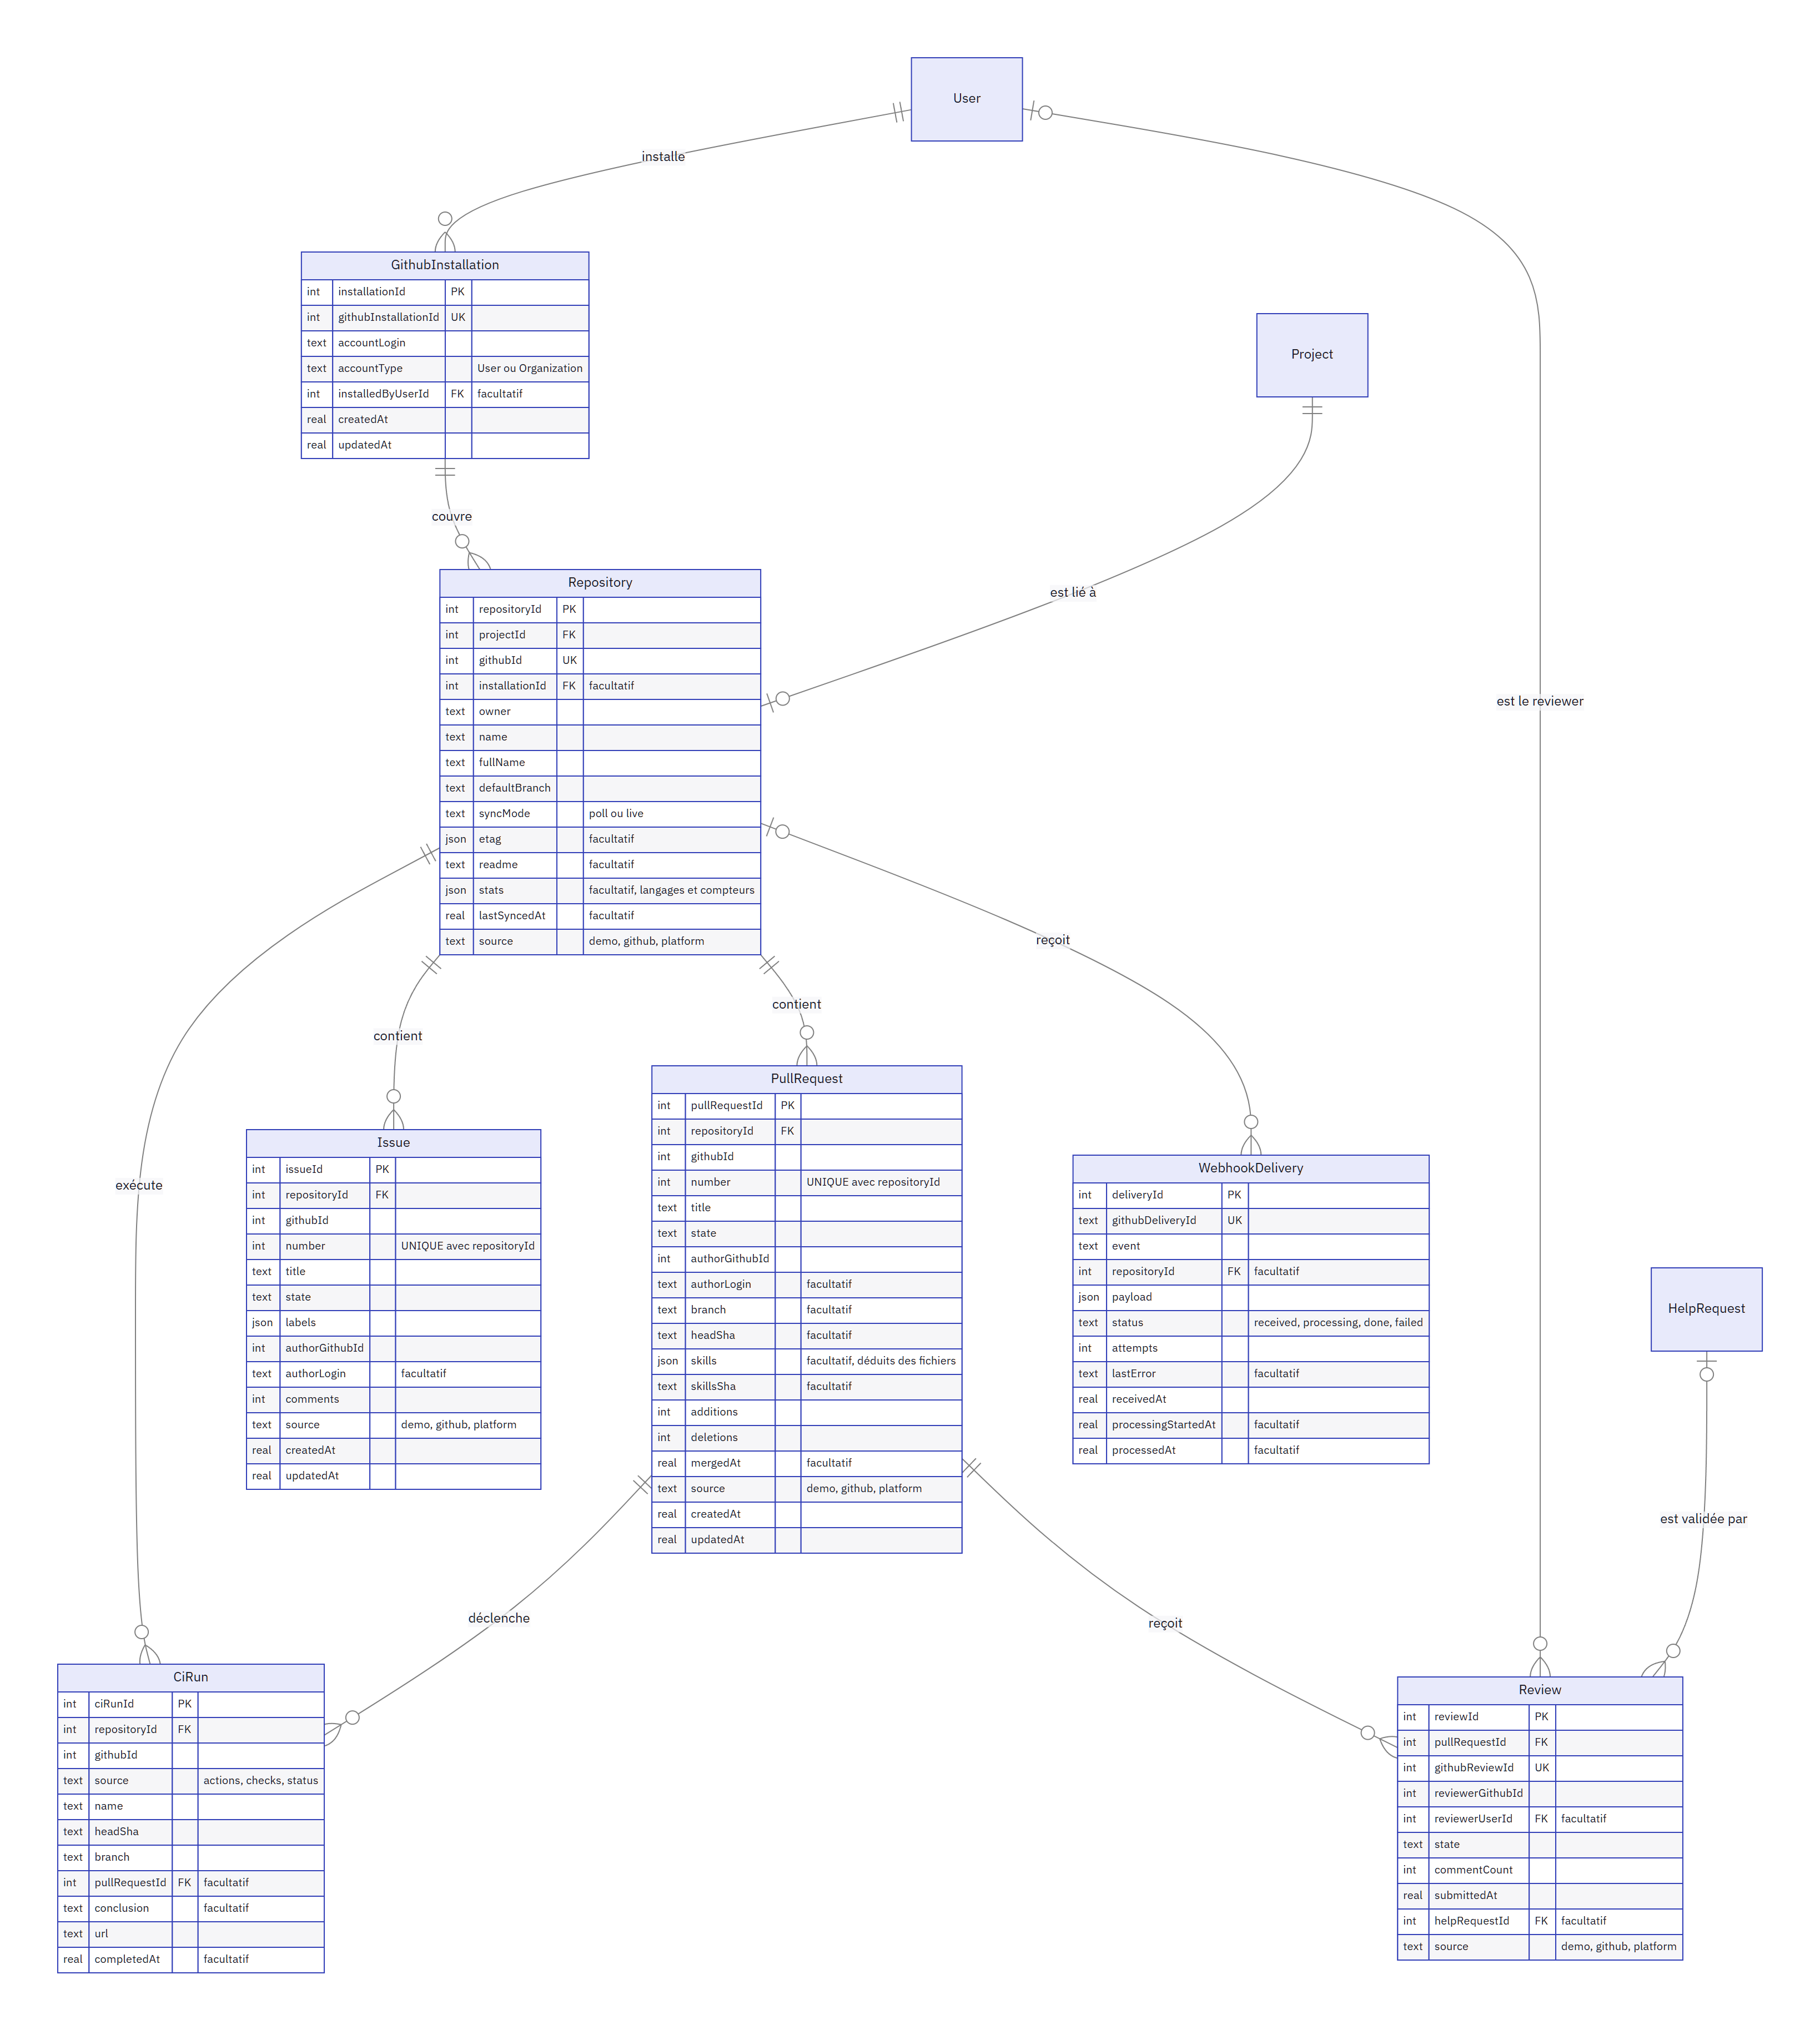 User
installe
GithubInstallation
int installationId PK
int githubInstallationId UK
text accountLogin
text accountType User ou Organization
int installedByUserId FK facultatif
real createdAt
real updatedAt
Project
couvre
Repository
int repositoryId PK
int projectId FK
int githubId UK
int installationId FK facultatif
text owner
text name
text fullName
text defaultBranch
text syncMode poll ou live
json etag facultatif
text readme facultatif
json stats facultatif, langages et compteurs
real lastSyncedAt facultatif
text source demo, github, platform
est lié à
est le reviewer
reçoit
contient
contient
exécute
Issue
int issueId PK
int repositoryId FK
int githubId
int number UNIQUE avec repositoryId
text title
text state
json labels
int authorGithubId
text authorLogin facultatif
int comments
text source demo, github, platform
real createdAt
real updatedAt
PullRequest
int pullRequestId PK
int repositoryId FK
int githubId
int number UNIQUE avec repositoryId
text title
text state
int authorGithubId
text authorLogin facultatif
text branch facultatif
text headSha facultatif
json skills facultatif, déduits des fichiers
text skillsSha facultatif
int additions
int deletions
real mergedAt facultatif
text source demo, github, platform
real createdAt
real updatedAt
WebhookDelivery
int deliveryId PK
text githubDeliveryId UK
text event
int repositoryId FK facultatif
json payload
text status received, processing, done, failed
int attempts
text lastError facultatif
real receivedAt
real processingStartedAt facultatif
real processedAt facultatif
HelpRequest
est validée par
déclenche
reçoit
CiRun
int ciRunId PK
int repositoryId FK
int githubId
text source actions, checks, status
text name
text headSha
text branch
int pullRequestId FK facultatif
text conclusion facultatif
text url
real completedAt facultatif
Review
int reviewId PK
int pullRequestId FK
int githubReviewId UK
int reviewerGithubId
int reviewerUserId FK facultatif
text state
int commentCount
real submittedAt
int helpRequestId FK facultatif
text source demo, github, platform